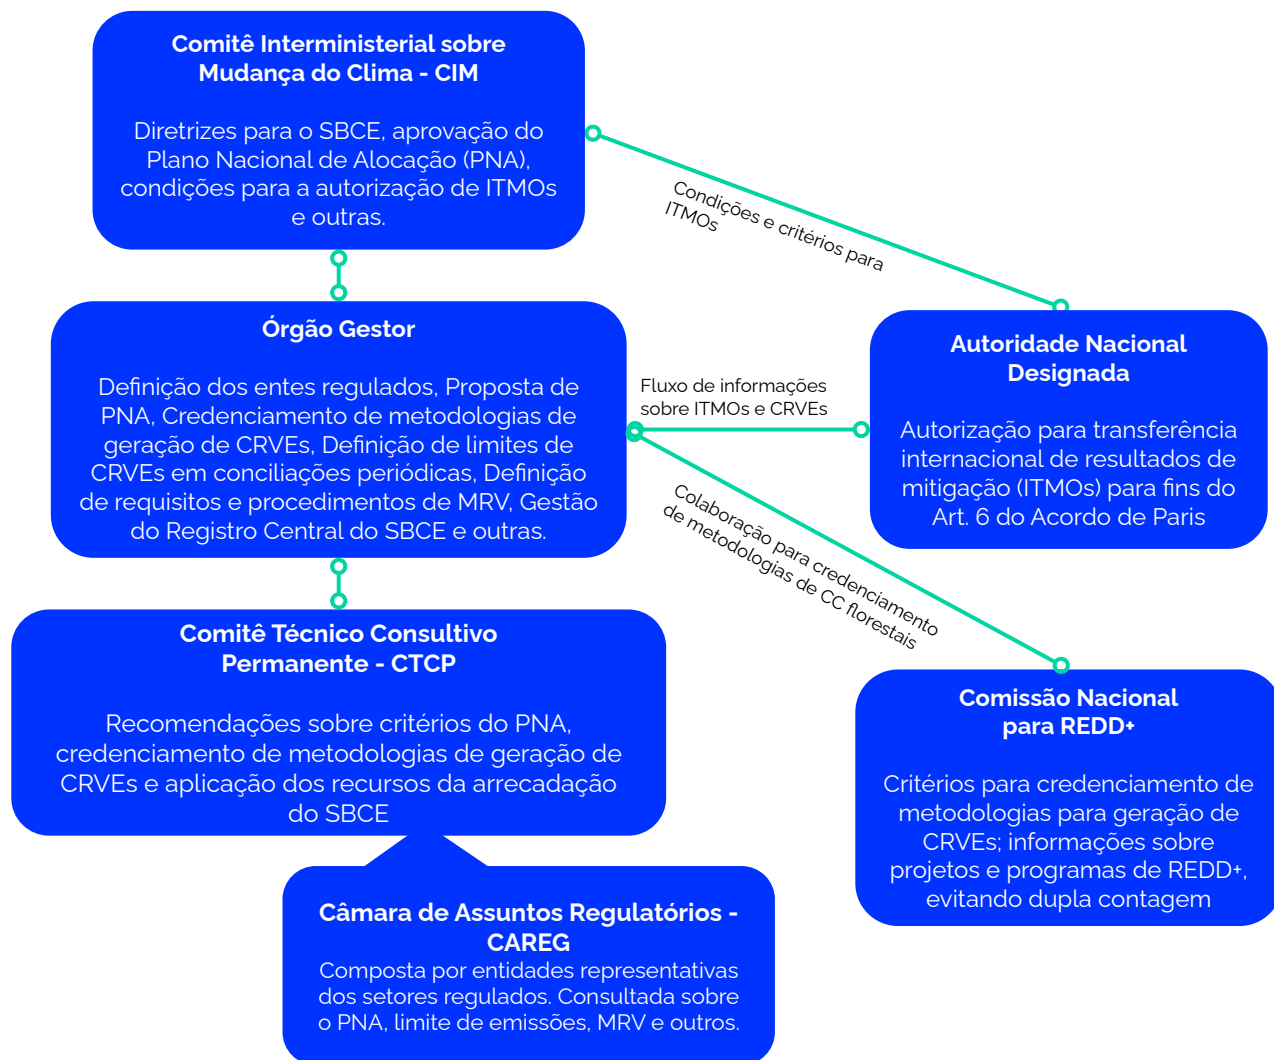 Comitê Interministerial sobre
Mudança do Clima - CIM
Diretrizes para o SBCE, aprovação do
Plano Nacional de Alocação (PNA),
condições para a autorização de ITMOs
e outras.
Condições e critérios para
ITMOs
Órgão Gestor
Definição dos entes regulados, Proposta de
PNA, Credenciamento de metodologias de
geração de CRVEs, Definição de limites de
CRVEs em conciliações periódicas, Definição
de requisitos e procedimentos de MRV, Gestão
do Registro Central do SBCE e outras.
Fluxo de informações
sobre ITMOs e CRVEs
Autoridade Nacional
Designada
Autorização para transferência
internacional de resultados de
mitigação (ITMOs) para fins do
Art. 6 do Acordo de Paris
Colaboração para credenciamento
de metodologias de CC florestais
Comitê Técnico Consultivo
Permanente - CTCP
Recomendações sobre critérios do PNA,
credenciamento de metodologias de geração de
CRVEs e aplicação dos recursos da arrecadação
do SBCE
Comissão Nacional
para REDD+
Critérios para credenciamento de
metodologias para geração de
CRVEs; informações sobre
projetos e programas de REDD+,
evitando dupla contagem
Câmara de Assuntos Regulatórios -
CAREG
Composta por entidades representativas
dos setores regulados. Consultada sobre
o PNA, limite de emissões, MRV e outros.